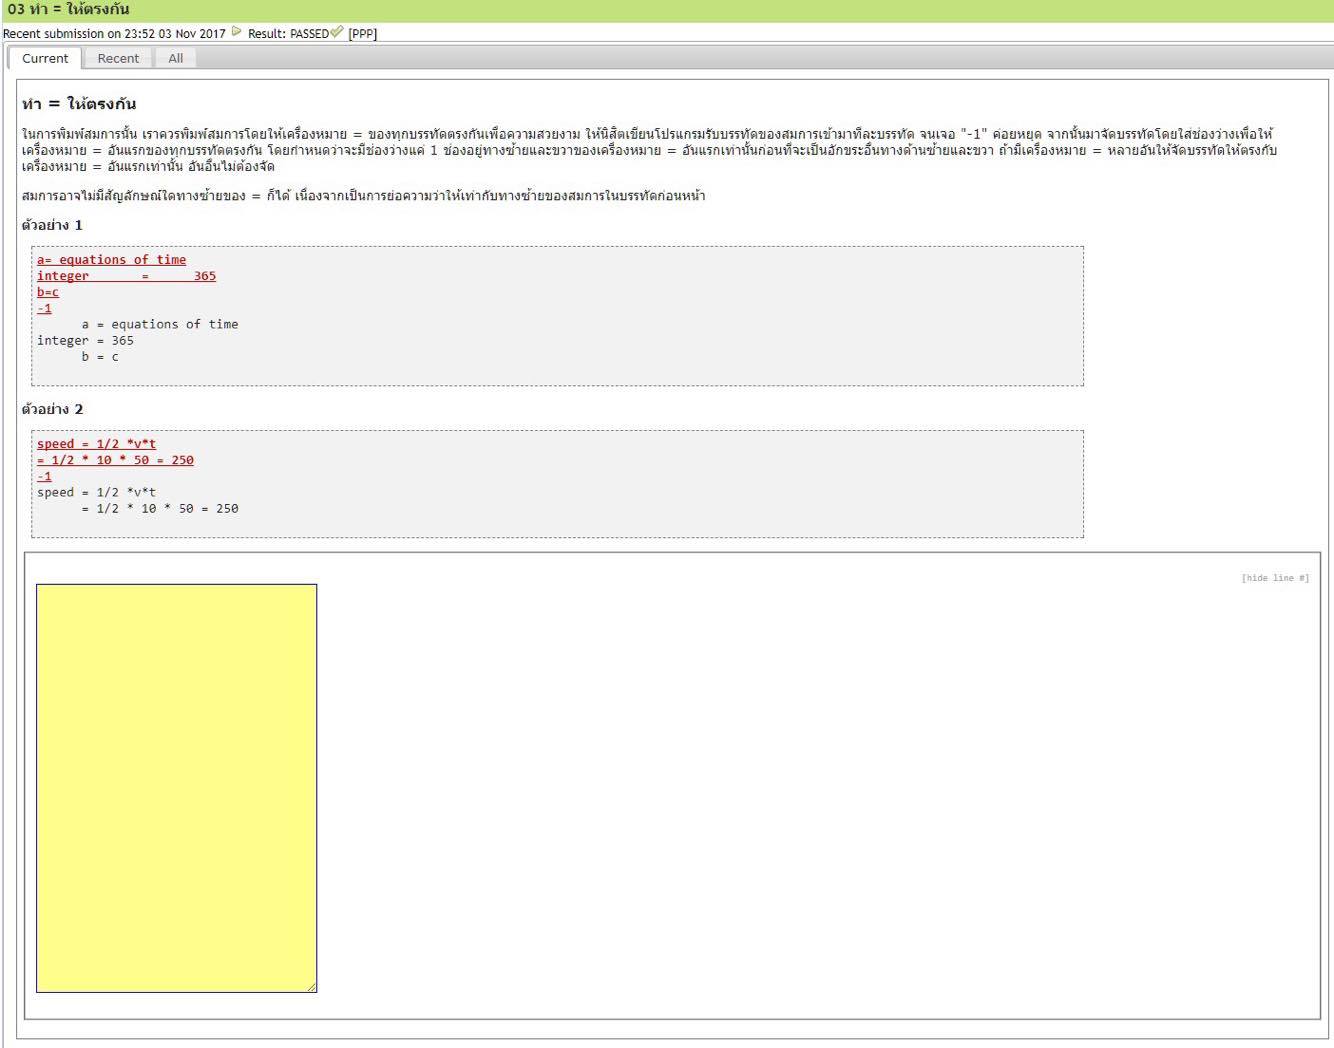 03 ทำ = ให้ตรงกัน
Recent submission on 23:52 03 Nov 2017 Result: PASSED [PPP]
Current Recent All
ทำ = ให้ตรงกัน
ในการพิมพ์สมการนั้น เราควรพิมพ์สมการโดยให้เครื่องหมาย = ของทุกบรรทัดตรงกันเพื่อความสวยงาม ให้นิสิตเขียนโปรแกรมรับบรรทัดของสมการเข้ามาทีละบรรทัด จนเจอ "-1" ค่อยหยุด จากนั้นมาจัดบรรทัดโดยใส่ช่องว่างเพื่อให้
เครื่องหมาย = อันแรกของทุกบรรทัดตรงกัน โดยกำหนดว่าจะมีช่องว่างแค่ 1 ช่องอยู่ทางซ้ายและขวาของเครื่องหมาย = อันแรกเท่านั้นก่อนที่จะเป็นอักขระอื่นทางด้านซ้ายและขวา ถ้ามีเครื่องหมาย = หลายอันให้จัดบรรทัดให้ตรงกับ
เครื่องหมาย = อันแรกเท่านั้น อันอื่นไม่ต้องจัด
สมการอาจไม่มีสัญลักษณ์ใดทางซ้ายของ = ก็ได้ เนื่องจากเป็นการย่อความว่าให้เท่ากับทางซ้ายของสมการในบรรทัดก่อนหน้า
ตัวอย่าง 1
a= equations of time
integer       =      365
b=c
-1
      a = equations of time
integer = 365
      b = c
ตัวอย่าง 2
speed = 1/2 *v*t
= 1/2 * 10 * 50 = 250
-1
speed = 1/2 *v*t
      = 1/2 * 10 * 50 = 250
[hide line #]